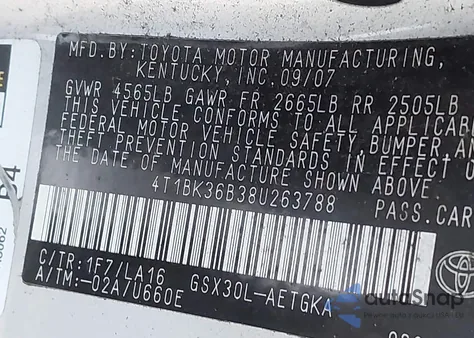 MFD.BY:TOYOTA MOTOR MANUFACTURING,
KENTUCKY, INC. 09/07
GVWR 4565LB GAWR FR 2665LB RR 2505LB
THIS VEHICLE CONFORMS TO ALL APPLICABLE
FEDERAL MOTOR VEHICLE SAFETY,BUMPER,AN
THEFT PREVENTION STANDARDS IN EFFECT O
THE DATE OF MANUFACTURE SHOWN ABOVE.
4T1BK36B38U263788 PASS.CAR
C/TR:1F7/LA16 GSX30L-AETGKA
A/TM:-02A/U660E
TOYOTA
AutoSnap